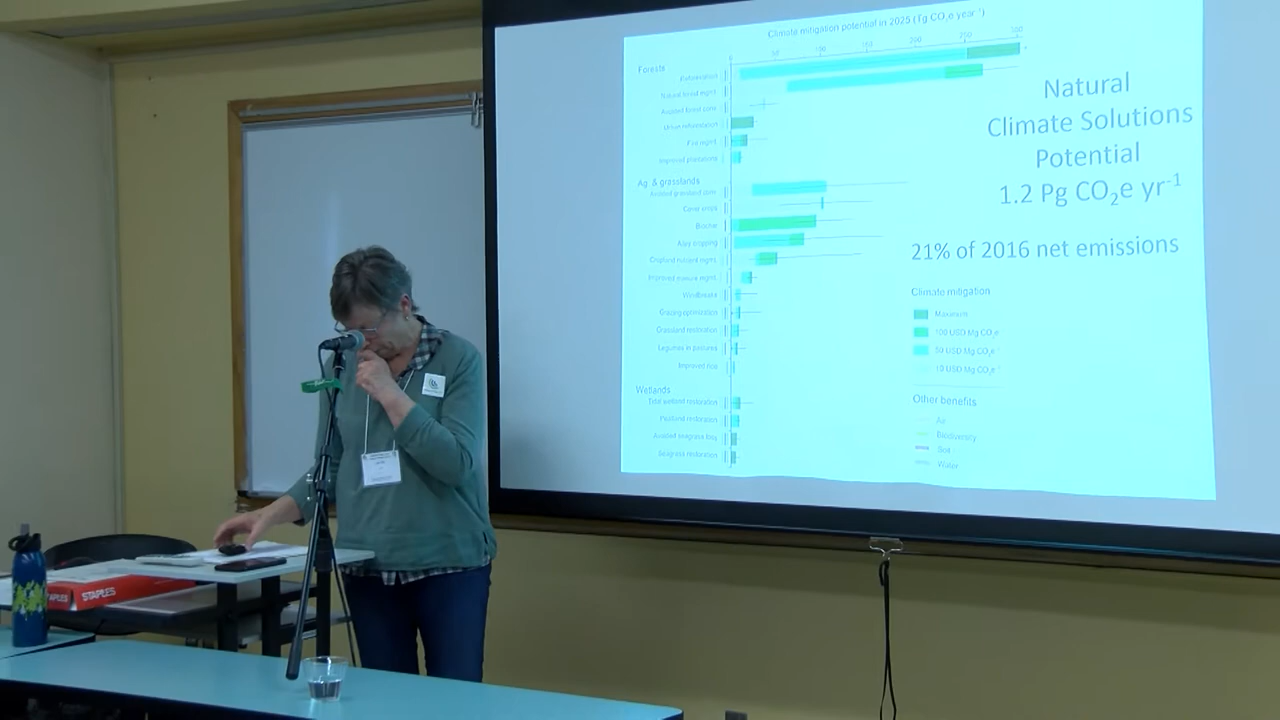 Climate mitigation potential in 2025 (Tg CO₂e year⁻¹)
0 50 100 150 200 250 300
Forests
Reforestation
Natural forest mgmt
Avoided forest conv.
Urban reforestation
Fire mgmt
Improved plantations
Ag. & grasslands
Avoided grassland conv.
Cover crops
Biochar
Alley cropping
Cropland nutrient mgmt
Improved manure mgmt
Windbreaks
Grazing optimization
Grassland restoration
Legumes in pastures
Improved rice
Wetlands
Tidal wetland restoration
Peatland restoration
Avoided seagrass loss
Seagrass restoration
Natural
Climate Solutions
Potential
1.2 Pg CO₂e yr⁻¹
21% of 2016 net emissions
Climate mitigation
Maximum
100 USD Mg CO₂e
50 USD Mg CO₂e⁻¹
10 USD Mg CO₂e⁻¹
Other benefits
Air
Biodiversity
Soil
Water
STAPLES
STAPLES